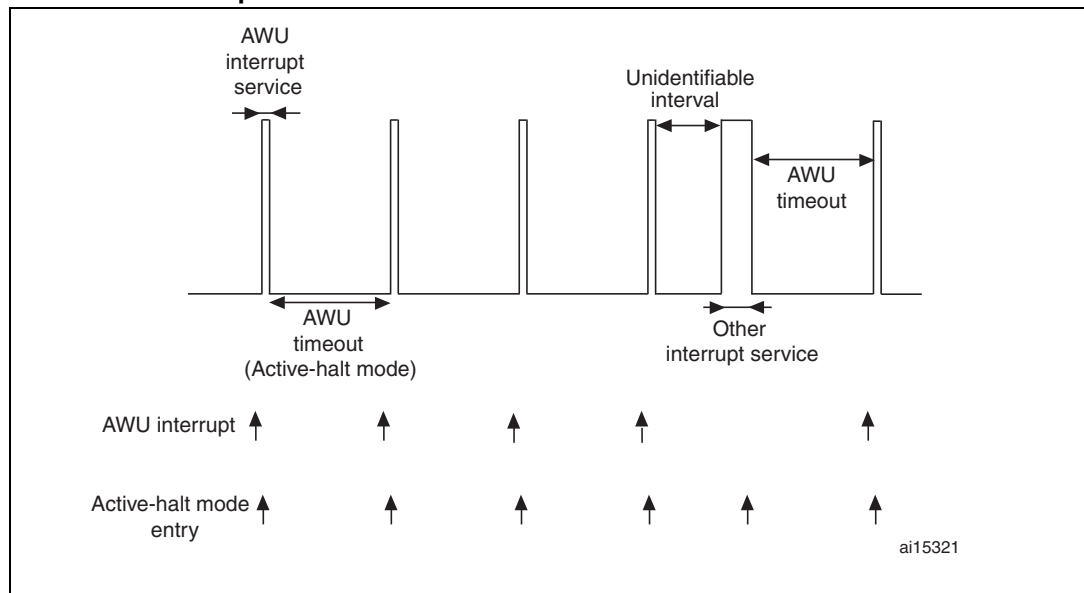 AWU
interrupt
service
Unidentifiable
interval
AWU
timeout
AWU
timeout
(Active-halt mode)
Other
interrupt service
AWU interrupt
Active-halt mode
entry
ai15321